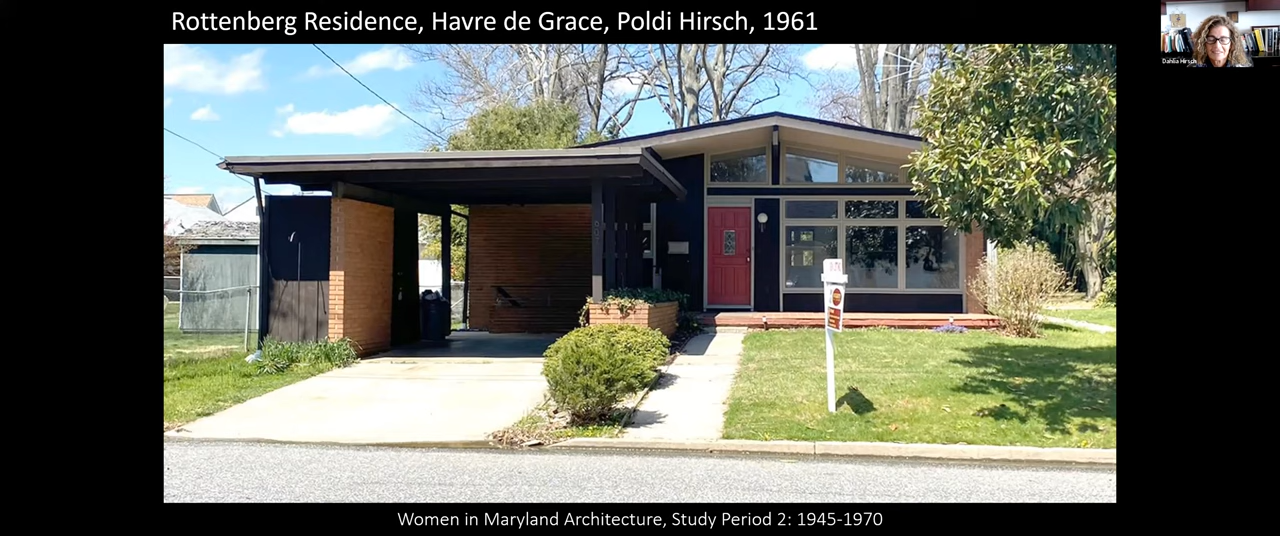 Rottenberg Residence, Havre de Grace, Poldi Hirsch, 1961
Dahlia Hirsch
Women in Maryland Architecture, Study Period 2: 1945-1970